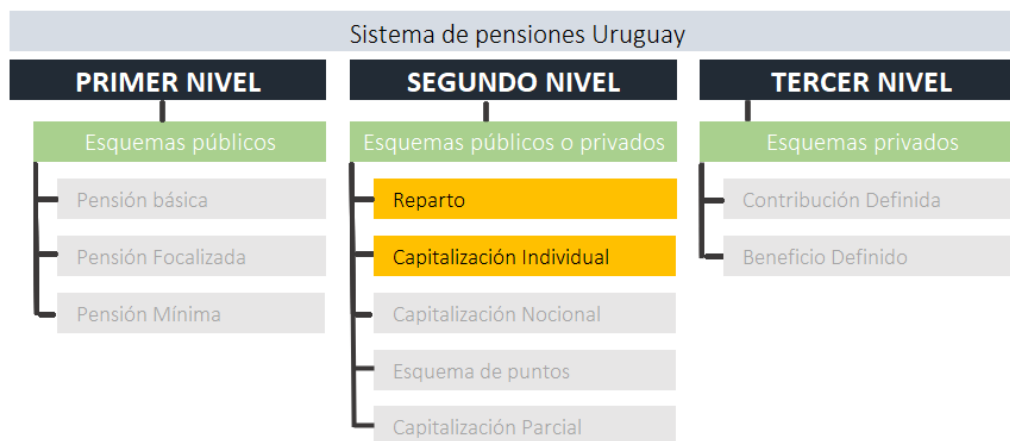 Sistema de pensiones Uruguay
PRIMER NIVEL
Esquemas públicos
Pensión básica
Pensión Focalizada
Pensión Mínima
SEGUNDO NIVEL
Esquemas públicos o privados
Reparto
Capitalización Individual
Capitalización Nocional
Esquema de puntos
Capitalización Parcial
TERCER NIVEL
Esquemas privados
Contribución Definida
Beneficio Definido